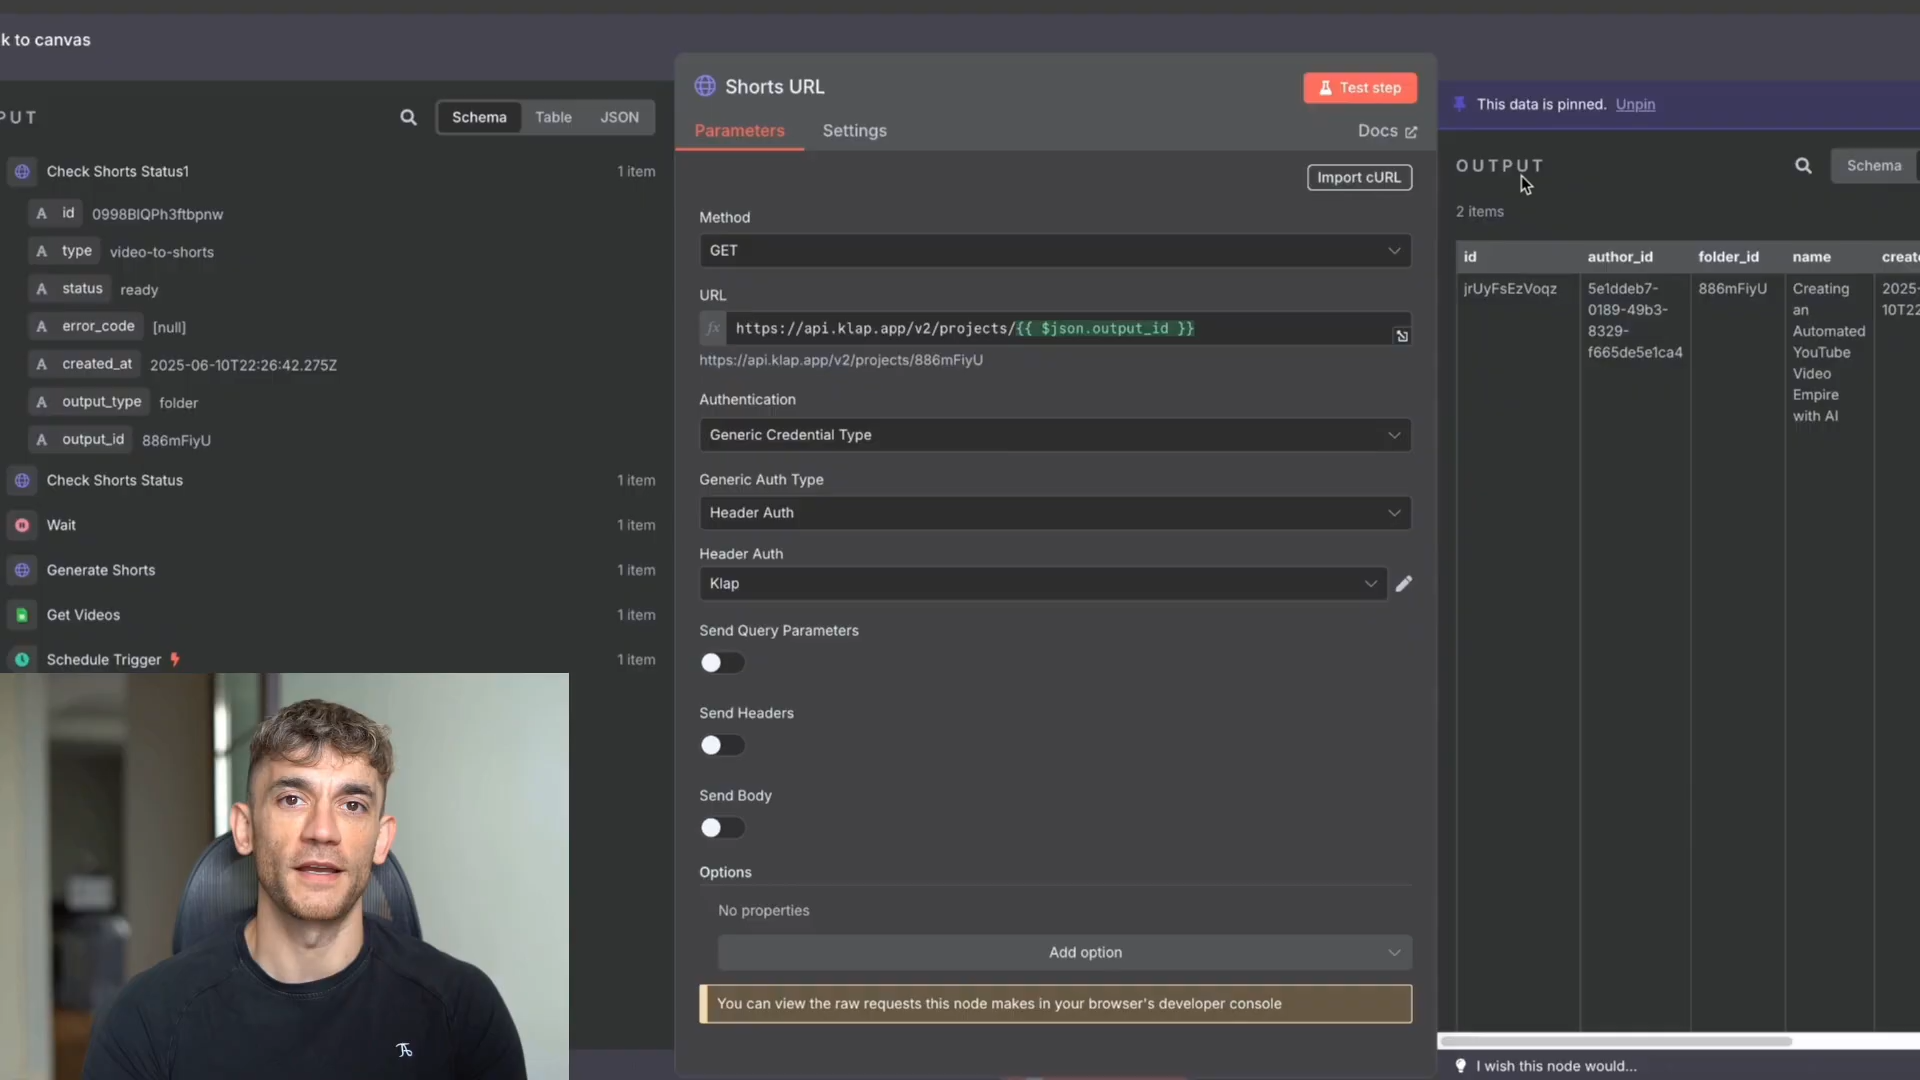 k to canvas
PUT
Schema
Table
JSON
Check Shorts Status1
1 item
A id 0998BlQPh3ftbpnw
A type video-to-shorts
A status ready
A error_code [null]
A created_at 2025-06-10T22:26:42.275Z
A output_type folder
A output_id 886mFiyU
Check Shorts Status
1 item
Wait
1 item
Generate Shorts
1 item
Get Videos
1 item
Schedule Trigger
1 item
Shorts URL
Test step
Parameters
Settings
Docs
Import cURL
Method
GET
URL
fx https://api.klap.app/v2/projects/{{ $json.output_id }}
https://api.klap.app/v2/projects/886mFiyU
Authentication
Generic Credential Type
Generic Auth Type
Header Auth
Header Auth
Klap
Send Query Parameters
Send Headers
Send Body
Options
No properties
Add option
You can view the raw requests this node makes in your browser's developer console
This data is pinned. Unpin
OUTPUT
Schema
2 items
id
author_id
folder_id
name
create
jrUyFsEzVoqz
5e1ddeb7-
0189-49b3-
8329-
f665de5e1ca4
886mFiyU
Creating
an
Automated
YouTube
Video
Empire
with AI
2025-
10T22
I wish this node would...